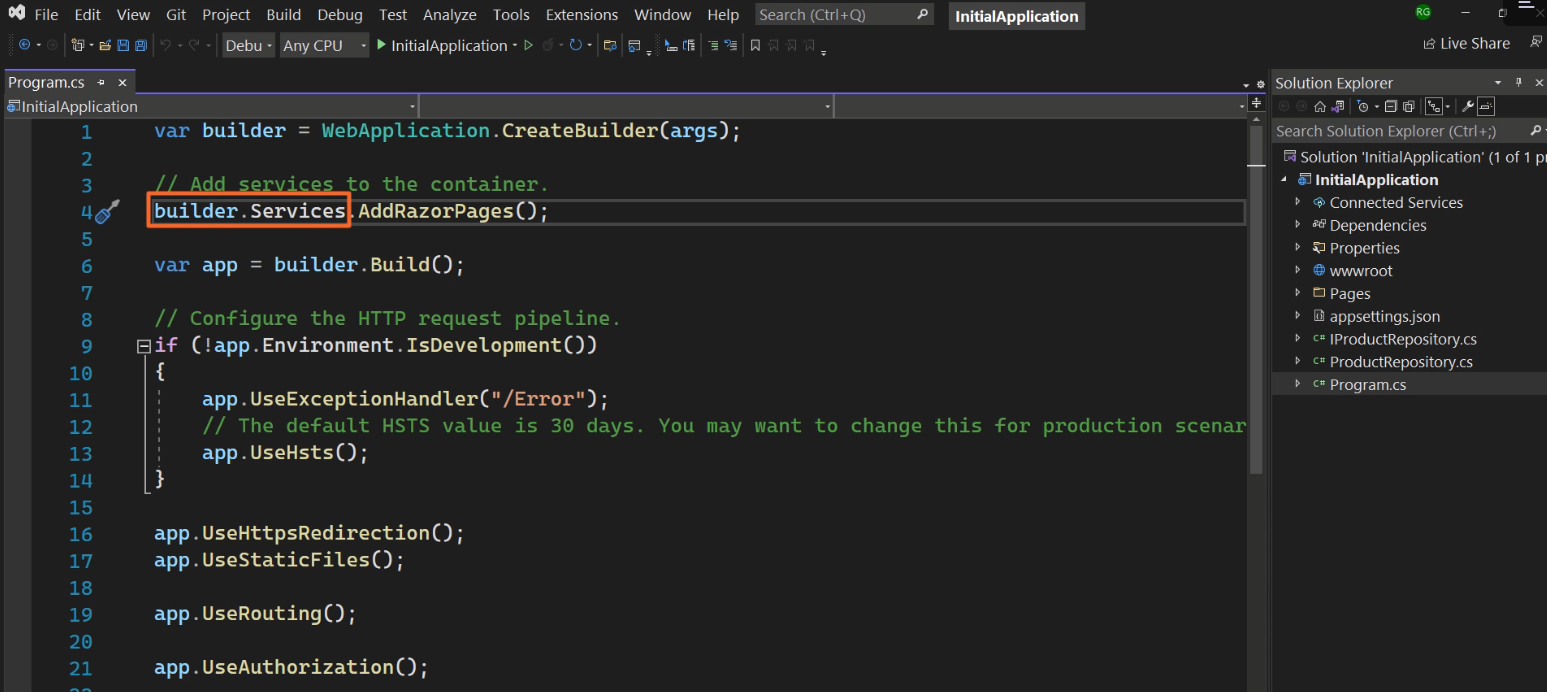 File Edit View Git Project Build Debug Test Analyze Tools Extensions Window Help Search (Ctrl+Q) InitialApplication RG
Debu Any CPU InitialApplication Live Share
Program.cs
InitialApplication
1 var builder = WebApplication.CreateBuilder(args);
2
3 // Add services to the container.
4 builder.Services.AddRazorPages();
5
6 var app = builder.Build();
7
8 // Configure the HTTP request pipeline.
9 if (!app.Environment.IsDevelopment())
10 {
11 app.UseExceptionHandler("/Error");
12 // The default HSTS value is 30 days. You may want to change this for production scenar
13 app.UseHsts();
14 }
15
16 app.UseHttpsRedirection();
17 app.UseStaticFiles();
18
19 app.UseRouting();
20
21 app.UseAuthorization();
Solution Explorer
Search Solution Explorer (Ctrl+;)
Solution 'InitialApplication' (1 of 1 pr
InitialApplication
Connected Services
Dependencies
Properties
wwwroot
Pages
appsettings.json
C# IProductRepository.cs
C# ProductRepository.cs
C# Program.cs